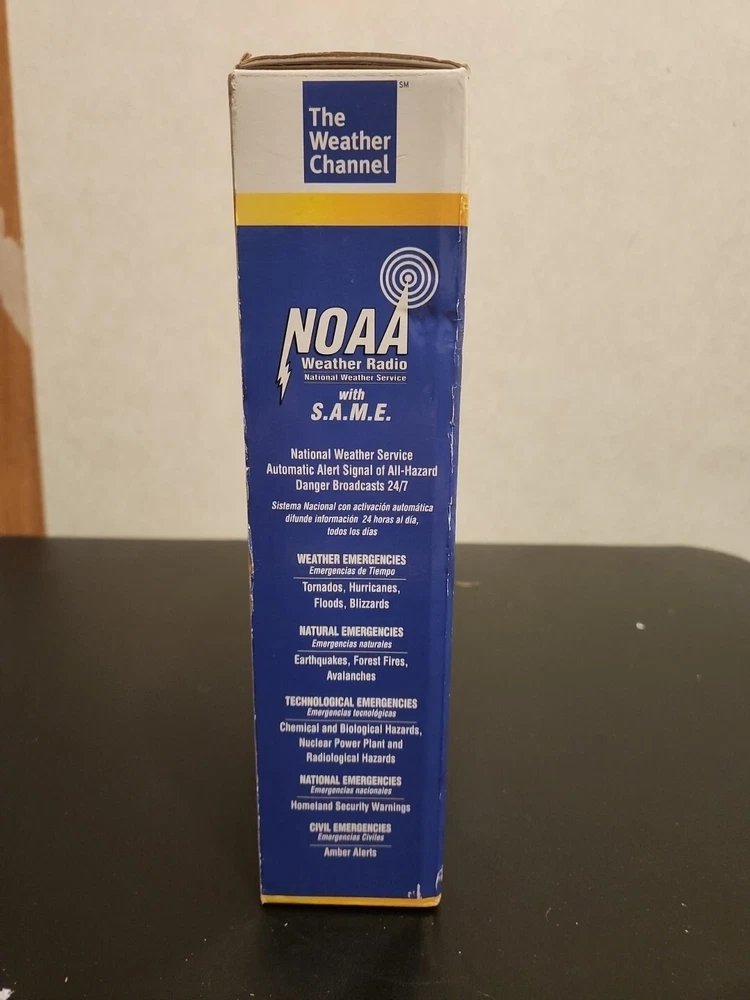 The
Weather
Channel
SM
NOAA
Weather Radio
National Weather Service
with
S.A.M.E.
National Weather Service
Automatic Alert Signal of All-Hazard
Danger Broadcasts 24/7
Sistema Nacional con activación automática
difunde información 24 horas al día,
todos los días
WEATHER EMERGENCIES
Emergencias de Tiempo
Tornados, Hurricanes,
Floods, Blizzards
NATURAL EMERGENCIES
Emergencias naturales
Earthquakes, Forest Fires,
Avalanches
TECHNOLOGICAL EMERGENCIES
Emergencias tecnológicas
Chemical and Biological Hazards,
Nuclear Power Plant and
Radiological Hazards
NATIONAL EMERGENCIES
Emergencias nacionales
Homeland Security Warnings
CIVIL EMERGENCIES
Emergencias Civiles
Amber Alerts